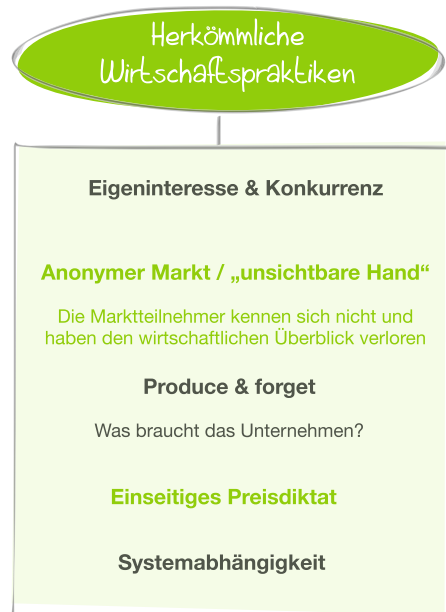 Herkömmliche
Wirtschaftspraktiken
Eigeninteresse & Konkurrenz
Anonymer Markt / „unsichtbare Hand“
Die Marktteilnehmer kennen sich nicht und
haben den wirtschaftlichen Überblick verloren
Produce & forget
Was braucht das Unternehmen?
Einseitiges Preisdiktat
Systemabhängigkeit